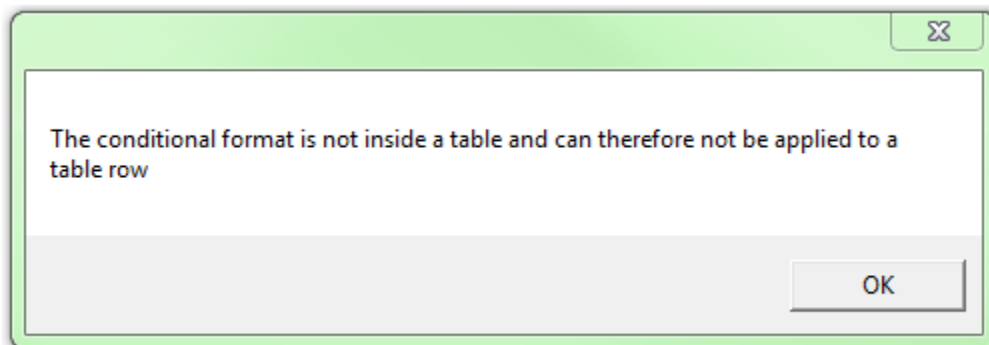 The conditional format is not inside a table and can therefore not be applied to a
table row
OK